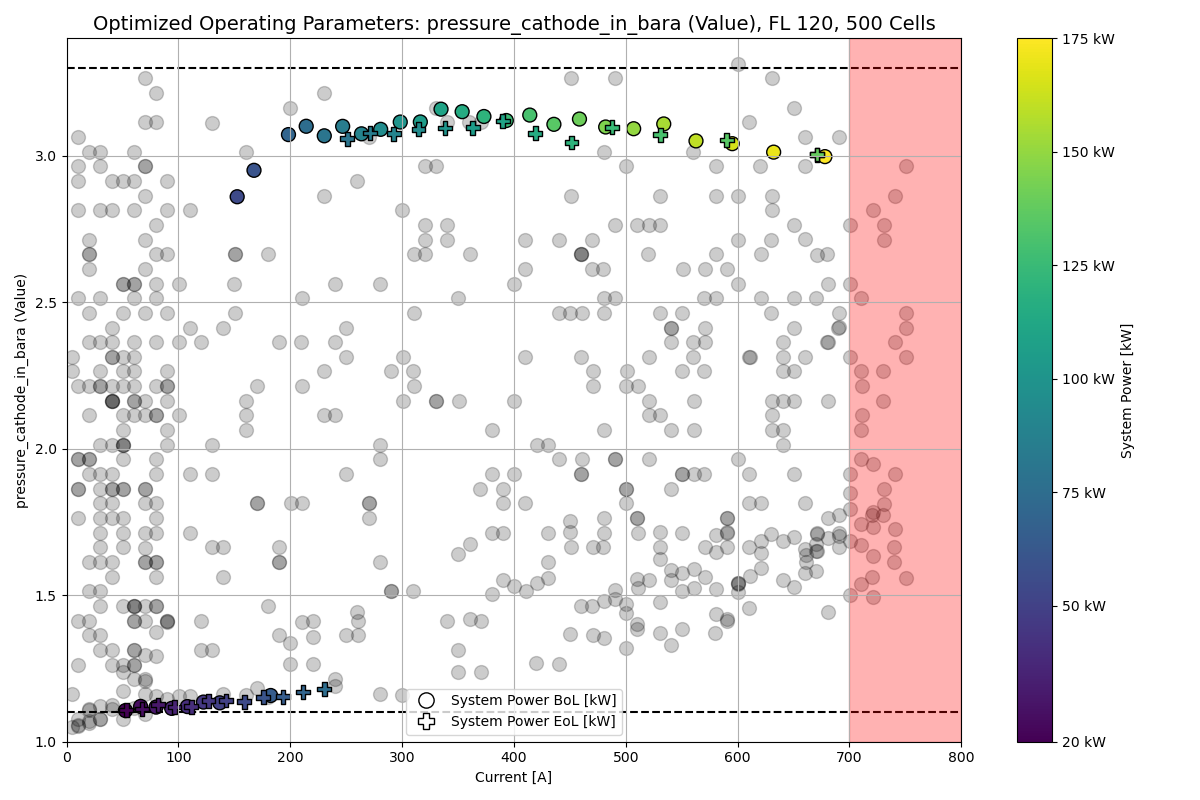 Optimized Operating Parameters: pressure_cathode_in_bara (Value), FL 120, 500 Cells
pressure_cathode_in_bara (Value)
3.0
2.5
2.0
1.5
1.0
0
100
200
300
400
500
600
700
800
Current [A]
System Power BoL [kW]
System Power EoL [kW]
175 kW
150 kW
125 kW
100 kW
75 kW
50 kW
20 kW
System Power [kW]